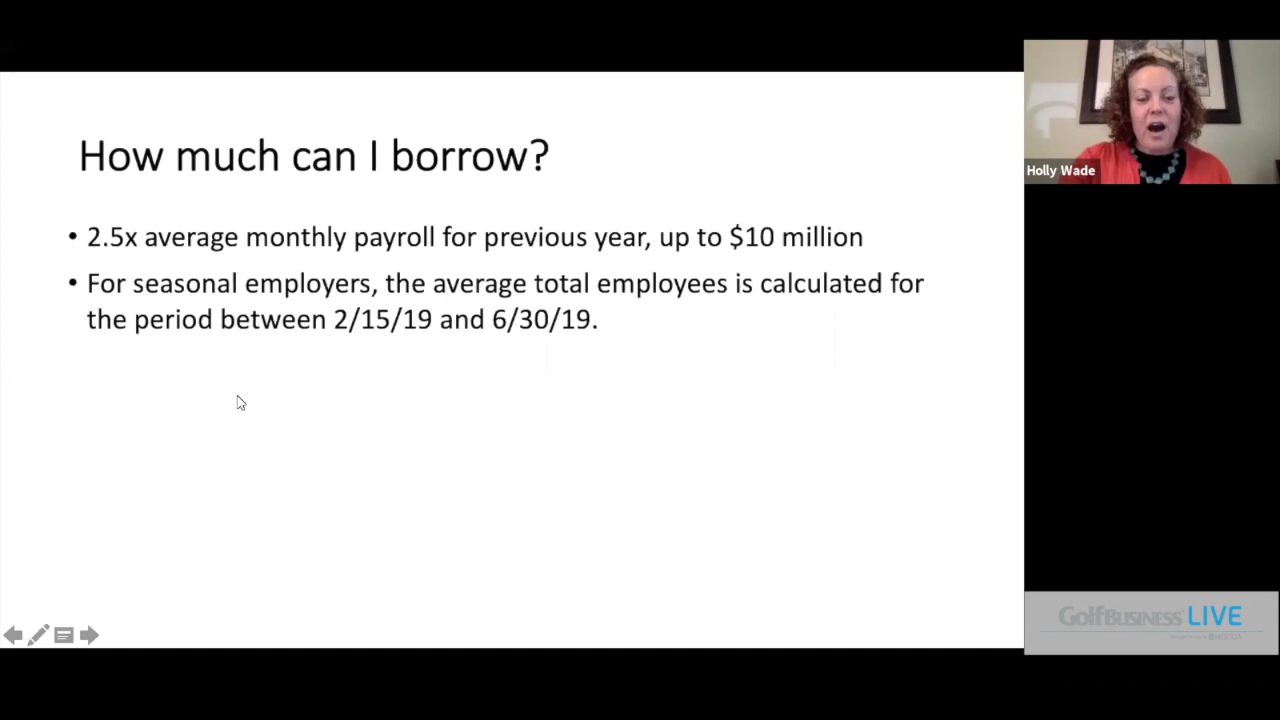 How much can I borrow?
• 2.5x average monthly payroll for previous year, up to $10 million
• For seasonal employers, the average total employees is calculated for
the period between 2/15/19 and 6/30/19.
Holly Wade
GolfBusiness LIVE